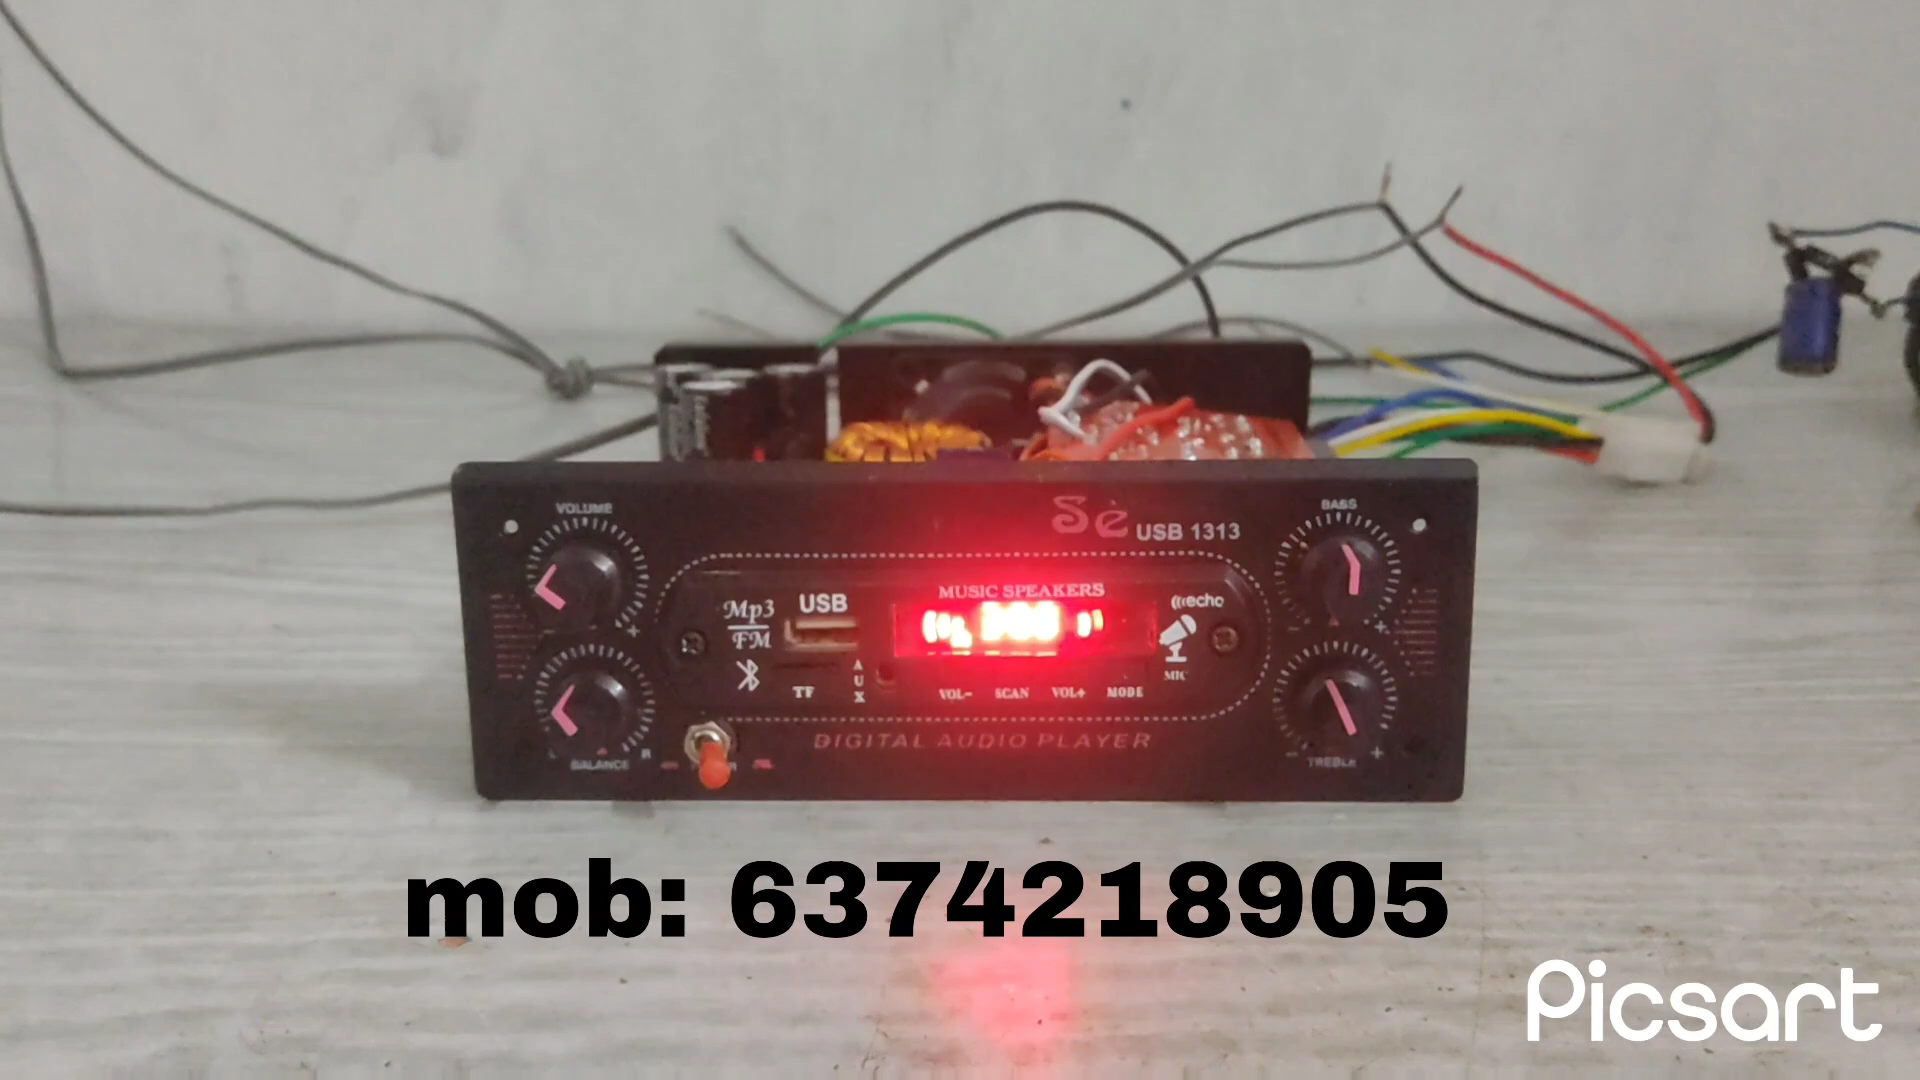 VOLUME
BASS
Se USB 1313
MUSIC SPEAKERS
Mp3
FM
USB
echo
AUX
TF
MIC
VOL- SCAN VOL+ MODE
DIGITAL AUDIO PLAYER
R
BALANCE
TREBLE
mob: 6374218905
Picsart